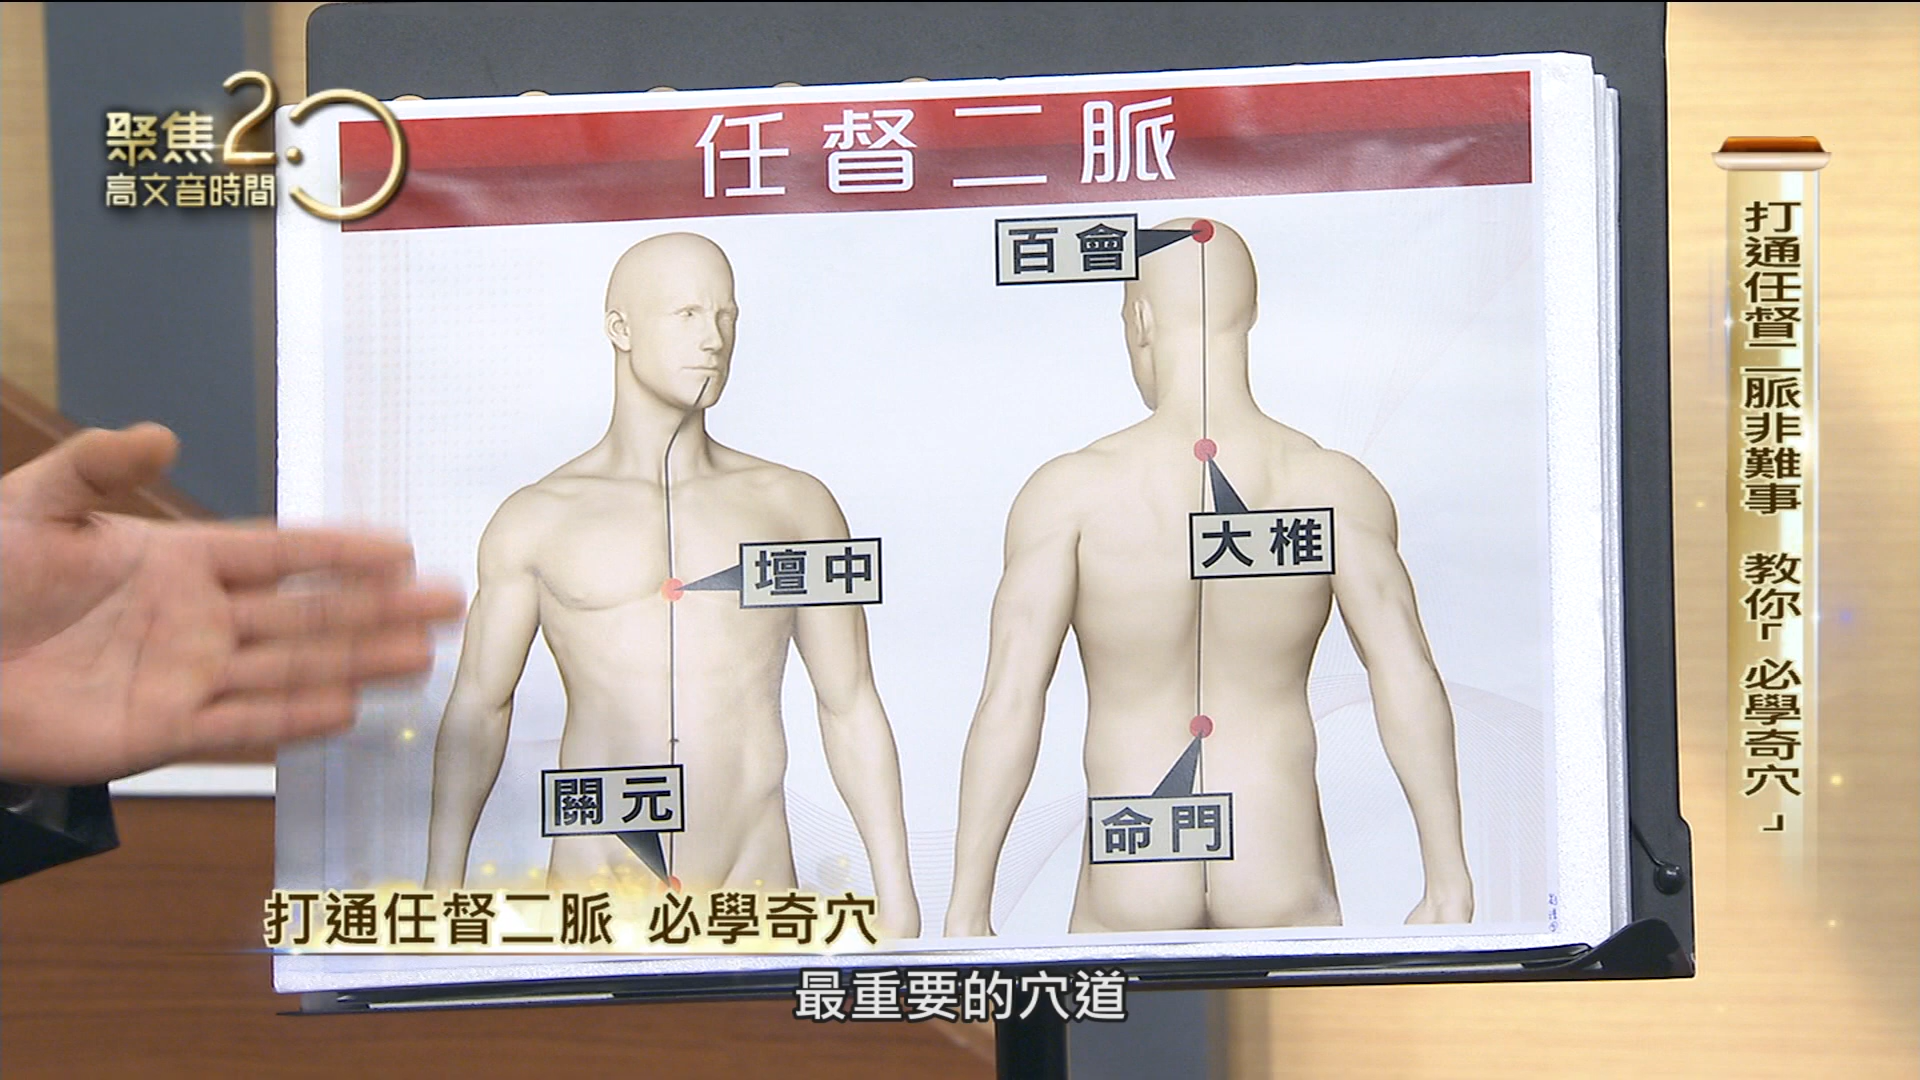 聚焦2.0
高文音時間
任督二脈
百會
大椎
壇中
關元
命門
打通任督二脈非難事 教你「必學奇穴」
打通任督二脈 必學奇穴
最重要的穴道